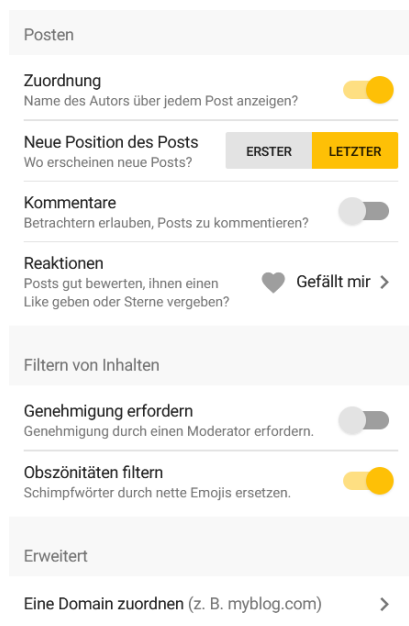 Posten
Zuordnung
Name des Autors über jedem Post anzeigen?
Neue Position des Posts
Wo erscheinen neue Posts?
ERSTER LETZTER
Kommentare
Betrachtern erlauben, Posts zu kommentieren?
Reaktionen
Posts gut bewerten, ihnen einen
Like geben oder Sterne vergeben?
Gefällt mir
Filtern von Inhalten
Genehmigung erfordern
Genehmigung durch einen Moderator erfordern.
Obszönitäten filtern
Schimpfwörter durch nette Emojis ersetzen.
Erweitert
Eine Domain zuordnen (z. B. myblog.com)